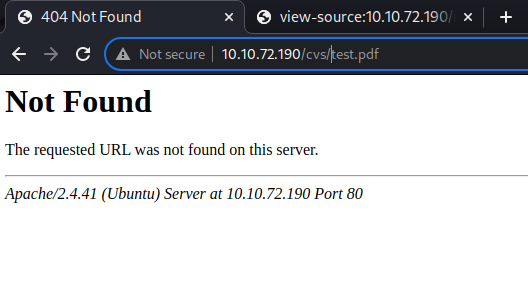 404 Not Found
view-source:10.10.72.190/
Not secure 10.10.72.190/cvs/test.pdf
Not Found
The requested URL was not found on this server.
Apache/2.4.41 (Ubuntu) Server at 10.10.72.190 Port 80